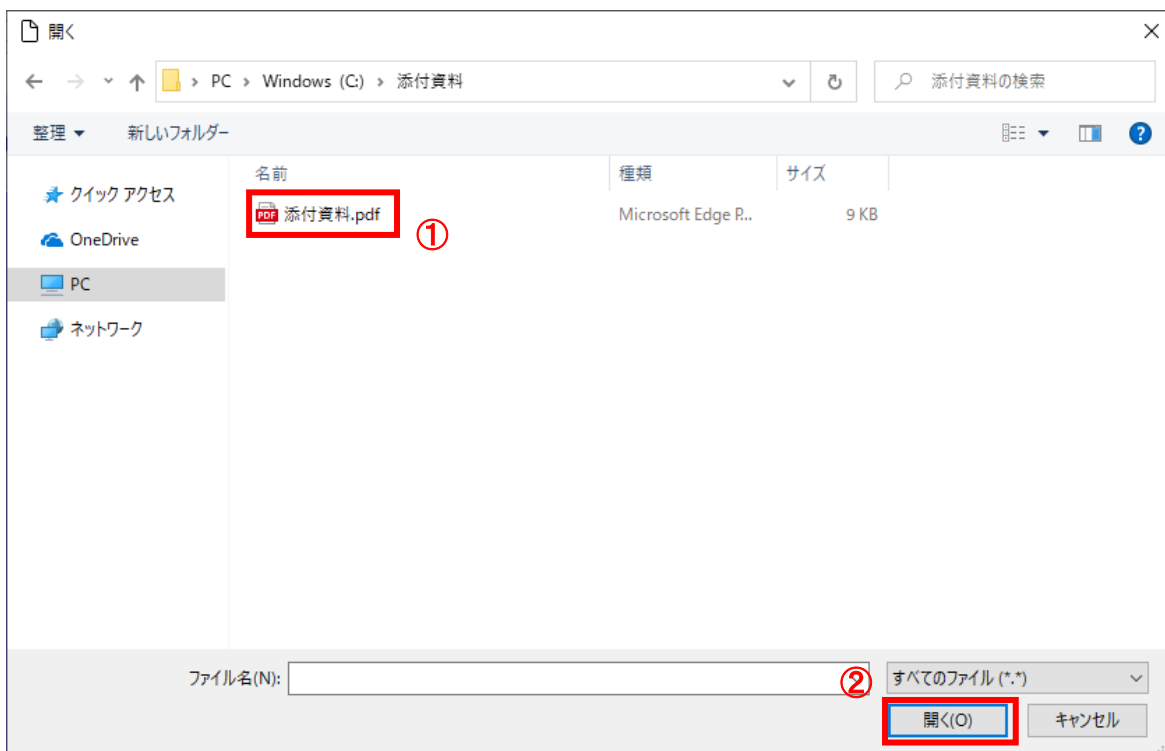 開く
PC > Windows (C:) > 添付資料
添付資料の検索
整理
新しいフォルダー
?
クイック アクセス
OneDrive
PC
ネットワーク
名前 種類 サイズ
PDF 添付資料.pdf Microsoft Edge P... 9 KB
①
ファイル名(N):
②
すべてのファイル (*.*)
開く(O)
キャンセル